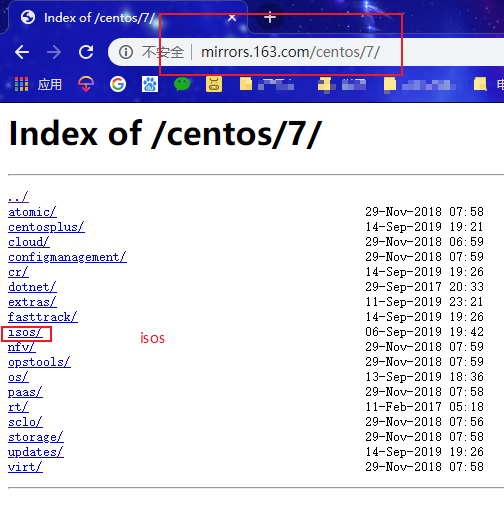 Index of /centos/7/
不安全 mirrors.163.com/centos/7/
应用
Index of /centos/7/
../
atomic/ 29-Nov-2018 07:58
centosplus/ 14-Sep-2019 19:21
cloud/ 29-Nov-2018 06:59
configmanagement/ 29-Nov-2018 07:59
cr/ 14-Sep-2019 19:26
dotnet/ 29-Sep-2017 20:33
extras/ 11-Sep-2019 23:21
fasttrack/ 14-Sep-2019 19:26
isos/ 06-Sep-2019 19:42
isos
nfv/ 29-Nov-2018 07:59
opstools/ 29-Nov-2018 07:59
os/ 13-Sep-2019 18:36
paas/ 29-Nov-2018 07:58
rt/ 11-Feb-2017 05:18
sclo/ 29-Nov-2018 07:56
storage/ 29-Nov-2018 07:58
updates/ 14-Sep-2019 19:26
virt/ 29-Nov-2018 07:58